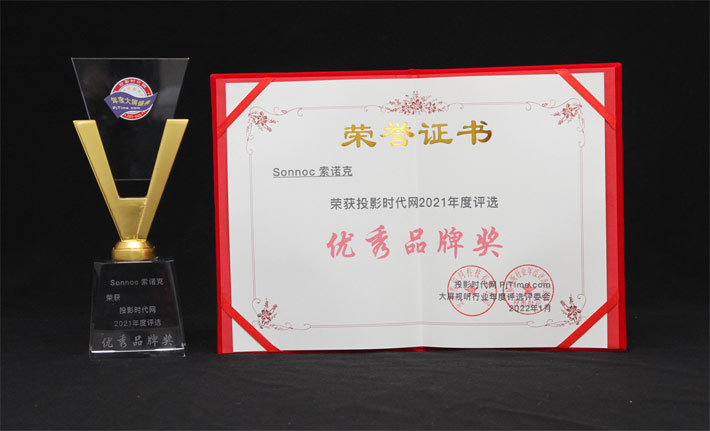 PjTime.com
Sonnoc 索诺克
荣获
投影时代网
2021年度评选
优秀品牌奖
荣誉证书
Sonnoc 索诺克
荣获投影时代网2021年度评选
优秀品牌奖
投影时代网 PjTime.com
大屏视听行业年度评选评委会
2022年1月